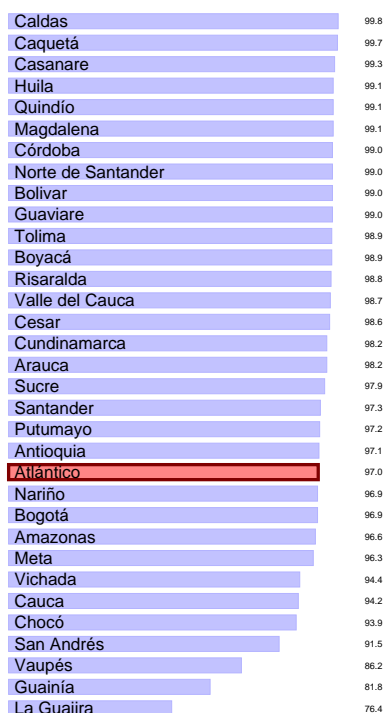 Caldas 99.8
Caquetá 99.7
Casanare 99.3
Huila 99.1
Quindío 99.1
Magdalena 99.1
Córdoba 99.0
Norte de Santander 99.0
Bolivar 99.0
Guaviare 99.0
Tolima 98.9
Boyacá 98.9
Risaralda 98.8
Valle del Cauca 98.7
Cesar 98.6
Cundinamarca 98.2
Arauca 98.2
Sucre 97.9
Santander 97.3
Putumayo 97.2
Antioquia 97.1
Atlántico 97.0
Nariño 96.9
Bogotá 96.9
Amazonas 96.6
Meta 96.3
Vichada 94.4
Cauca 94.2
Chocó 93.9
San Andrés 91.5
Vaupés 86.2
Guainía 81.8
La Guajira 76.4